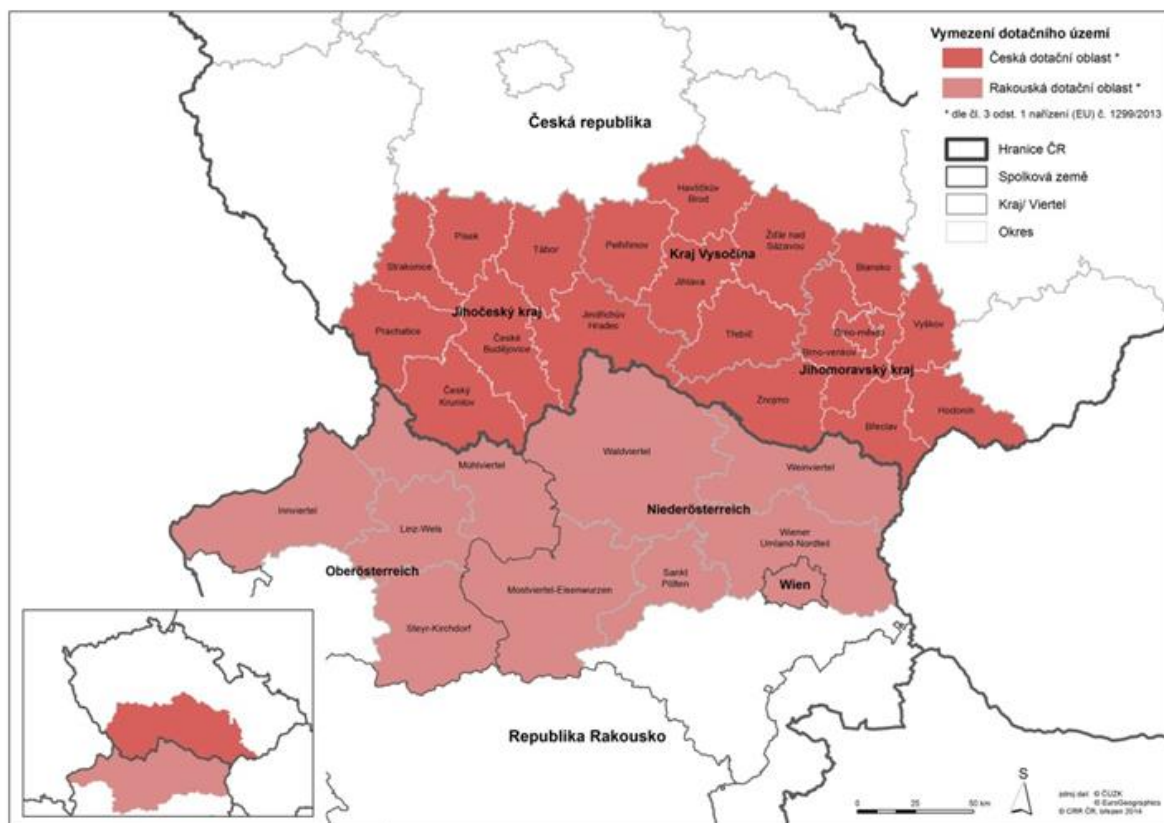 Vymezení dotačního území
Česká dotační oblast *
Rakouská dotační oblast *
* dle čl. 3 odst. 1 nařízení (EU) č. 1299/2013
Hranice ČR
Spolková země
Kraj/ Viertel
Okres
Česká republika
Havlíčkův
Brod
Písek
Tábor
Pelhřimov
Žďár nad
Sázavou
Kraj Vysočina
Strakonice
Blansko
Jihlava
Jihočeský kraj
Jindřichův
Hradec
Prachatice
České
Budějovice
Třebíč
Brno-město
Vyškov
Brno-venkov
Jihomoravský kraj
Český
Krumlov
Znojmo
Hodonín
Břeclav
Waldviertel
Mühlviertel
Weinviertel
Innviertel
Niederösterreich
Linz-Wels
Wiener
Umland-Nordteil
Oberösterreich
Sankt
Pölten
Mostviertel-Eisenwurzen
Wien
Steyr-Kirchdorf
Republika Rakousko
S
0 25 50 km
zdroj dat: © ČÚZK
© EuroGeographics
© CRR ČR, březen 2014